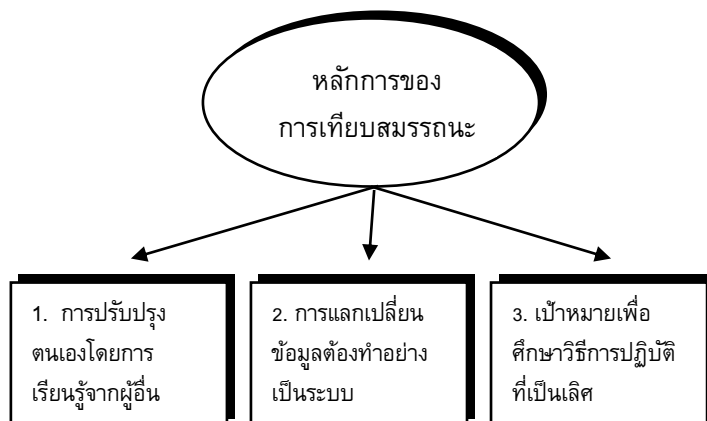 หลักการของ
การเทียบสมรรถนะ
1. การปรับปรุง
ตนเองโดยการ
เรียนรู้จากผู้อื่น
2. การแลกเปลี่ยน
ข้อมูลต้องทำอย่าง
เป็นระบบ
3. เป้าหมายเพื่อ
ศึกษาวิธีการปฏิบัติ
ที่เป็นเลิศ